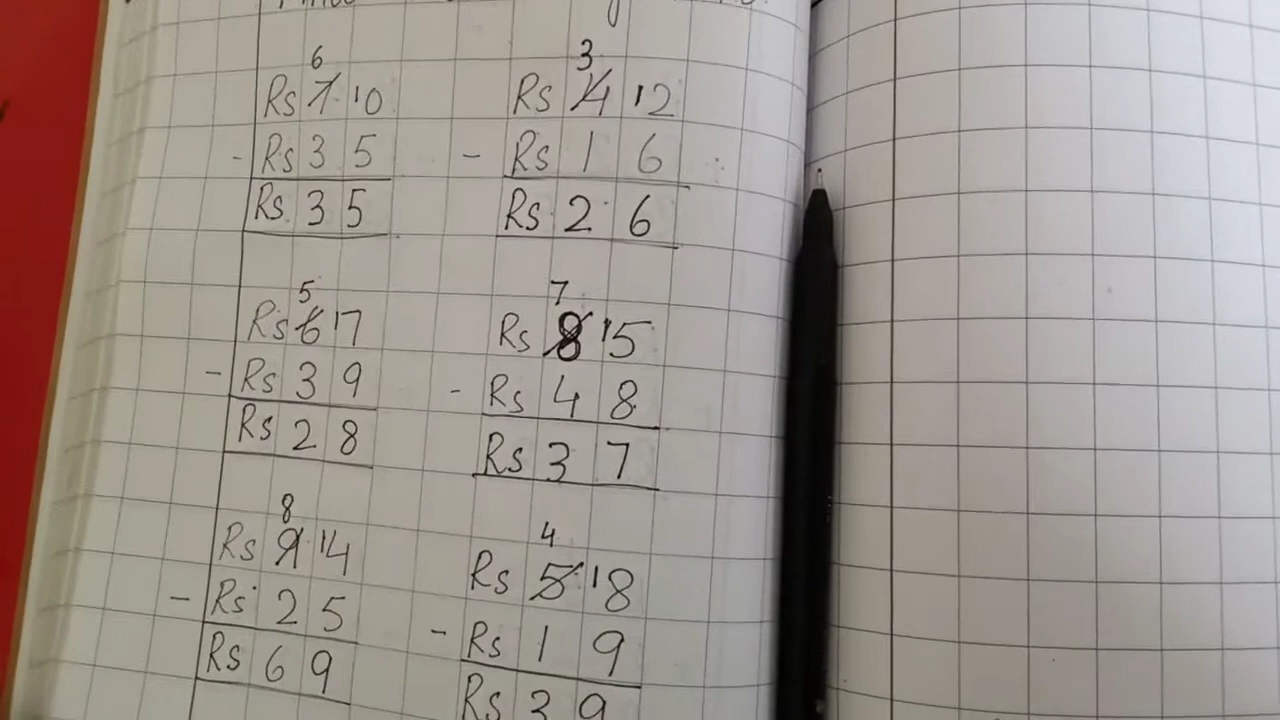 6 3
Rs 7 10 Rs 4 12
- Rs 3 5 - Rs 1 6
Rs. 3 5 Rs. 2 6
5 7
Rs 6 17 Rs 8 15
- Rs 3 9 - Rs 4 8
Rs 2 8 Rs 3 7
8 4
Rs 9 14 Rs 5 18
- Rs 2 5 - Rs 1 9
Rs 6 9 Rs 3 9